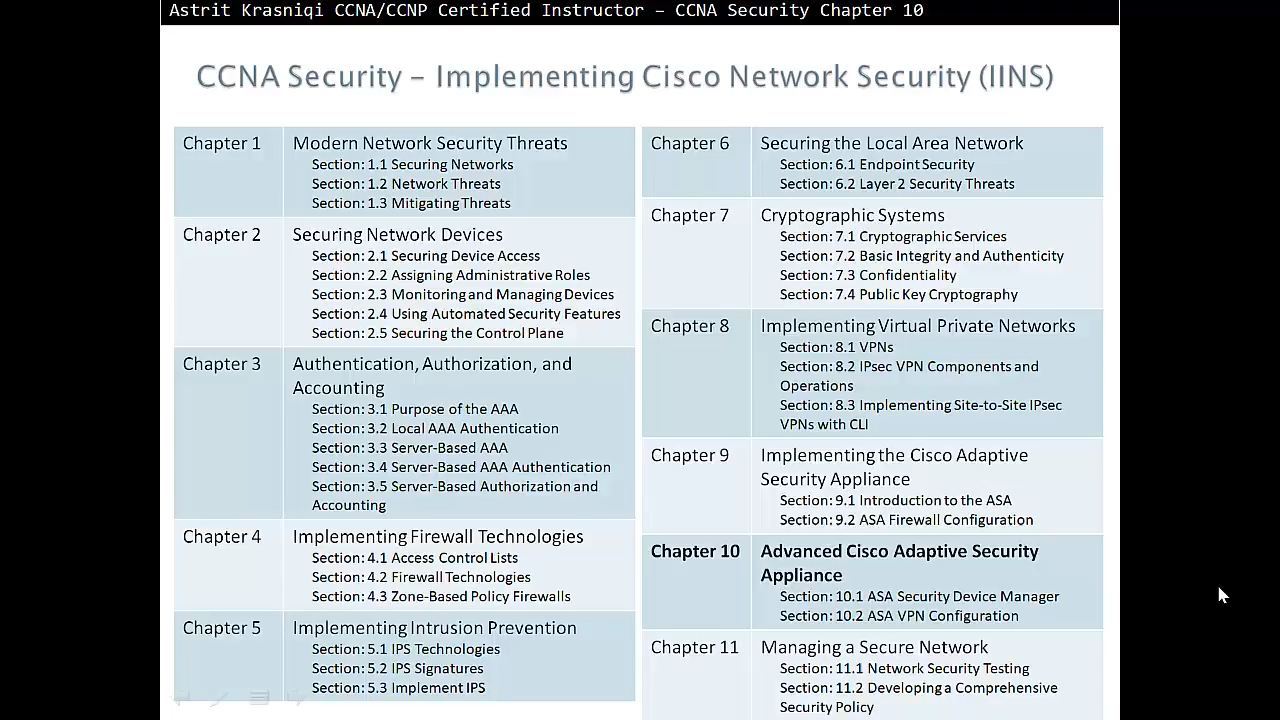 Astrit Krasniqi CCNA/CCNP Certified Instructor – CCNA Security Chapter 10
CCNA Security – Implementing Cisco Network Security (IINS)
Chapter 1
Modern Network Security Threats
Section: 1.1 Securing Networks
Section: 1.2 Network Threats
Section: 1.3 Mitigating Threats
Chapter 2
Securing Network Devices
Section: 2.1 Securing Device Access
Section: 2.2 Assigning Administrative Roles
Section: 2.3 Monitoring and Managing Devices
Section: 2.4 Using Automated Security Features
Section: 2.5 Securing the Control Plane
Chapter 3
Authentication, Authorization, and
Accounting
Section: 3.1 Purpose of the AAA
Section: 3.2 Local AAA Authentication
Section: 3.3 Server-Based AAA
Section: 3.4 Server-Based AAA Authentication
Section: 3.5 Server-Based Authorization and
Accounting
Chapter 4
Implementing Firewall Technologies
Section: 4.1 Access Control Lists
Section: 4.2 Firewall Technologies
Section: 4.3 Zone-Based Policy Firewalls
Chapter 5
Implementing Intrusion Prevention
Section: 5.1 IPS Technologies
Section: 5.2 IPS Signatures
Section: 5.3 Implement IPS
Chapter 6
Securing the Local Area Network
Section: 6.1 Endpoint Security
Section: 6.2 Layer 2 Security Threats
Chapter 7
Cryptographic Systems
Section: 7.1 Cryptographic Services
Section: 7.2 Basic Integrity and Authenticity
Section: 7.3 Confidentiality
Section: 7.4 Public Key Cryptography
Chapter 8
Implementing Virtual Private Networks
Section: 8.1 VPNs
Section: 8.2 IPsec VPN Components and
Operations
Section: 8.3 Implementing Site-to-Site IPsec
VPNs with CLI
Chapter 9
Implementing the Cisco Adaptive
Security Appliance
Section: 9.1 Introduction to the ASA
Section: 9.2 ASA Firewall Configuration
Chapter 10
Advanced Cisco Adaptive Security
Appliance
Section: 10.1 ASA Security Device Manager
Section: 10.2 ASA VPN Configuration
Chapter 11
Managing a Secure Network
Section: 11.1 Network Security Testing
Section: 11.2 Developing a Comprehensive
Security Policy